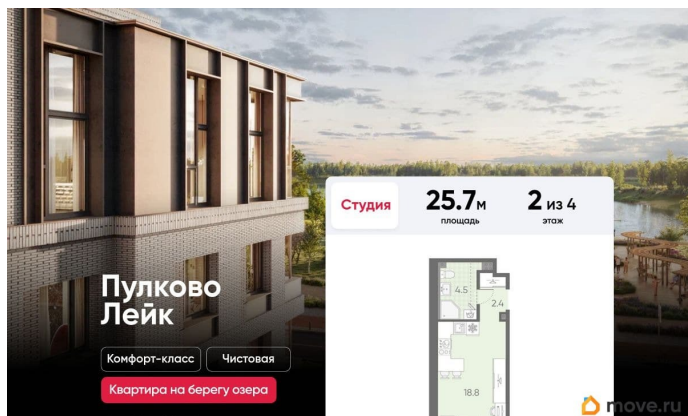 Студия
25.7м
площадь
2 из 4
этаж
Пулково
Лейк
4.5
2.4
Комфорт-класс
Чистовая
Квартира на берегу озера
18.8
move.ru